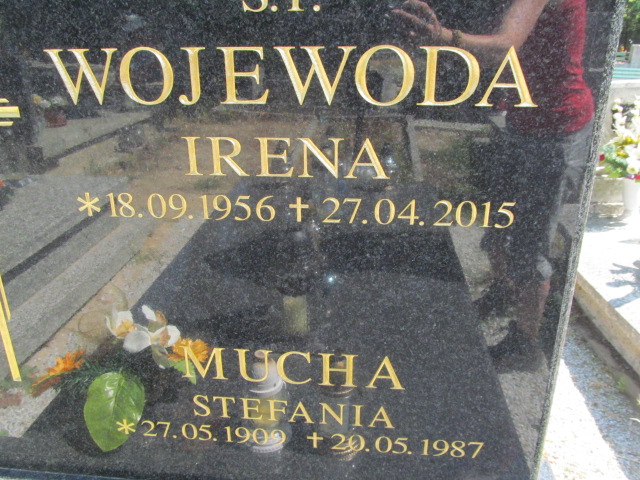 Ś.P.
WOJEWODA
IRENA
*18.09.1956 ✝ 27.04.2015
MUCHA
STEFANIA
*27.05.1909 ✝ 20.05.1987